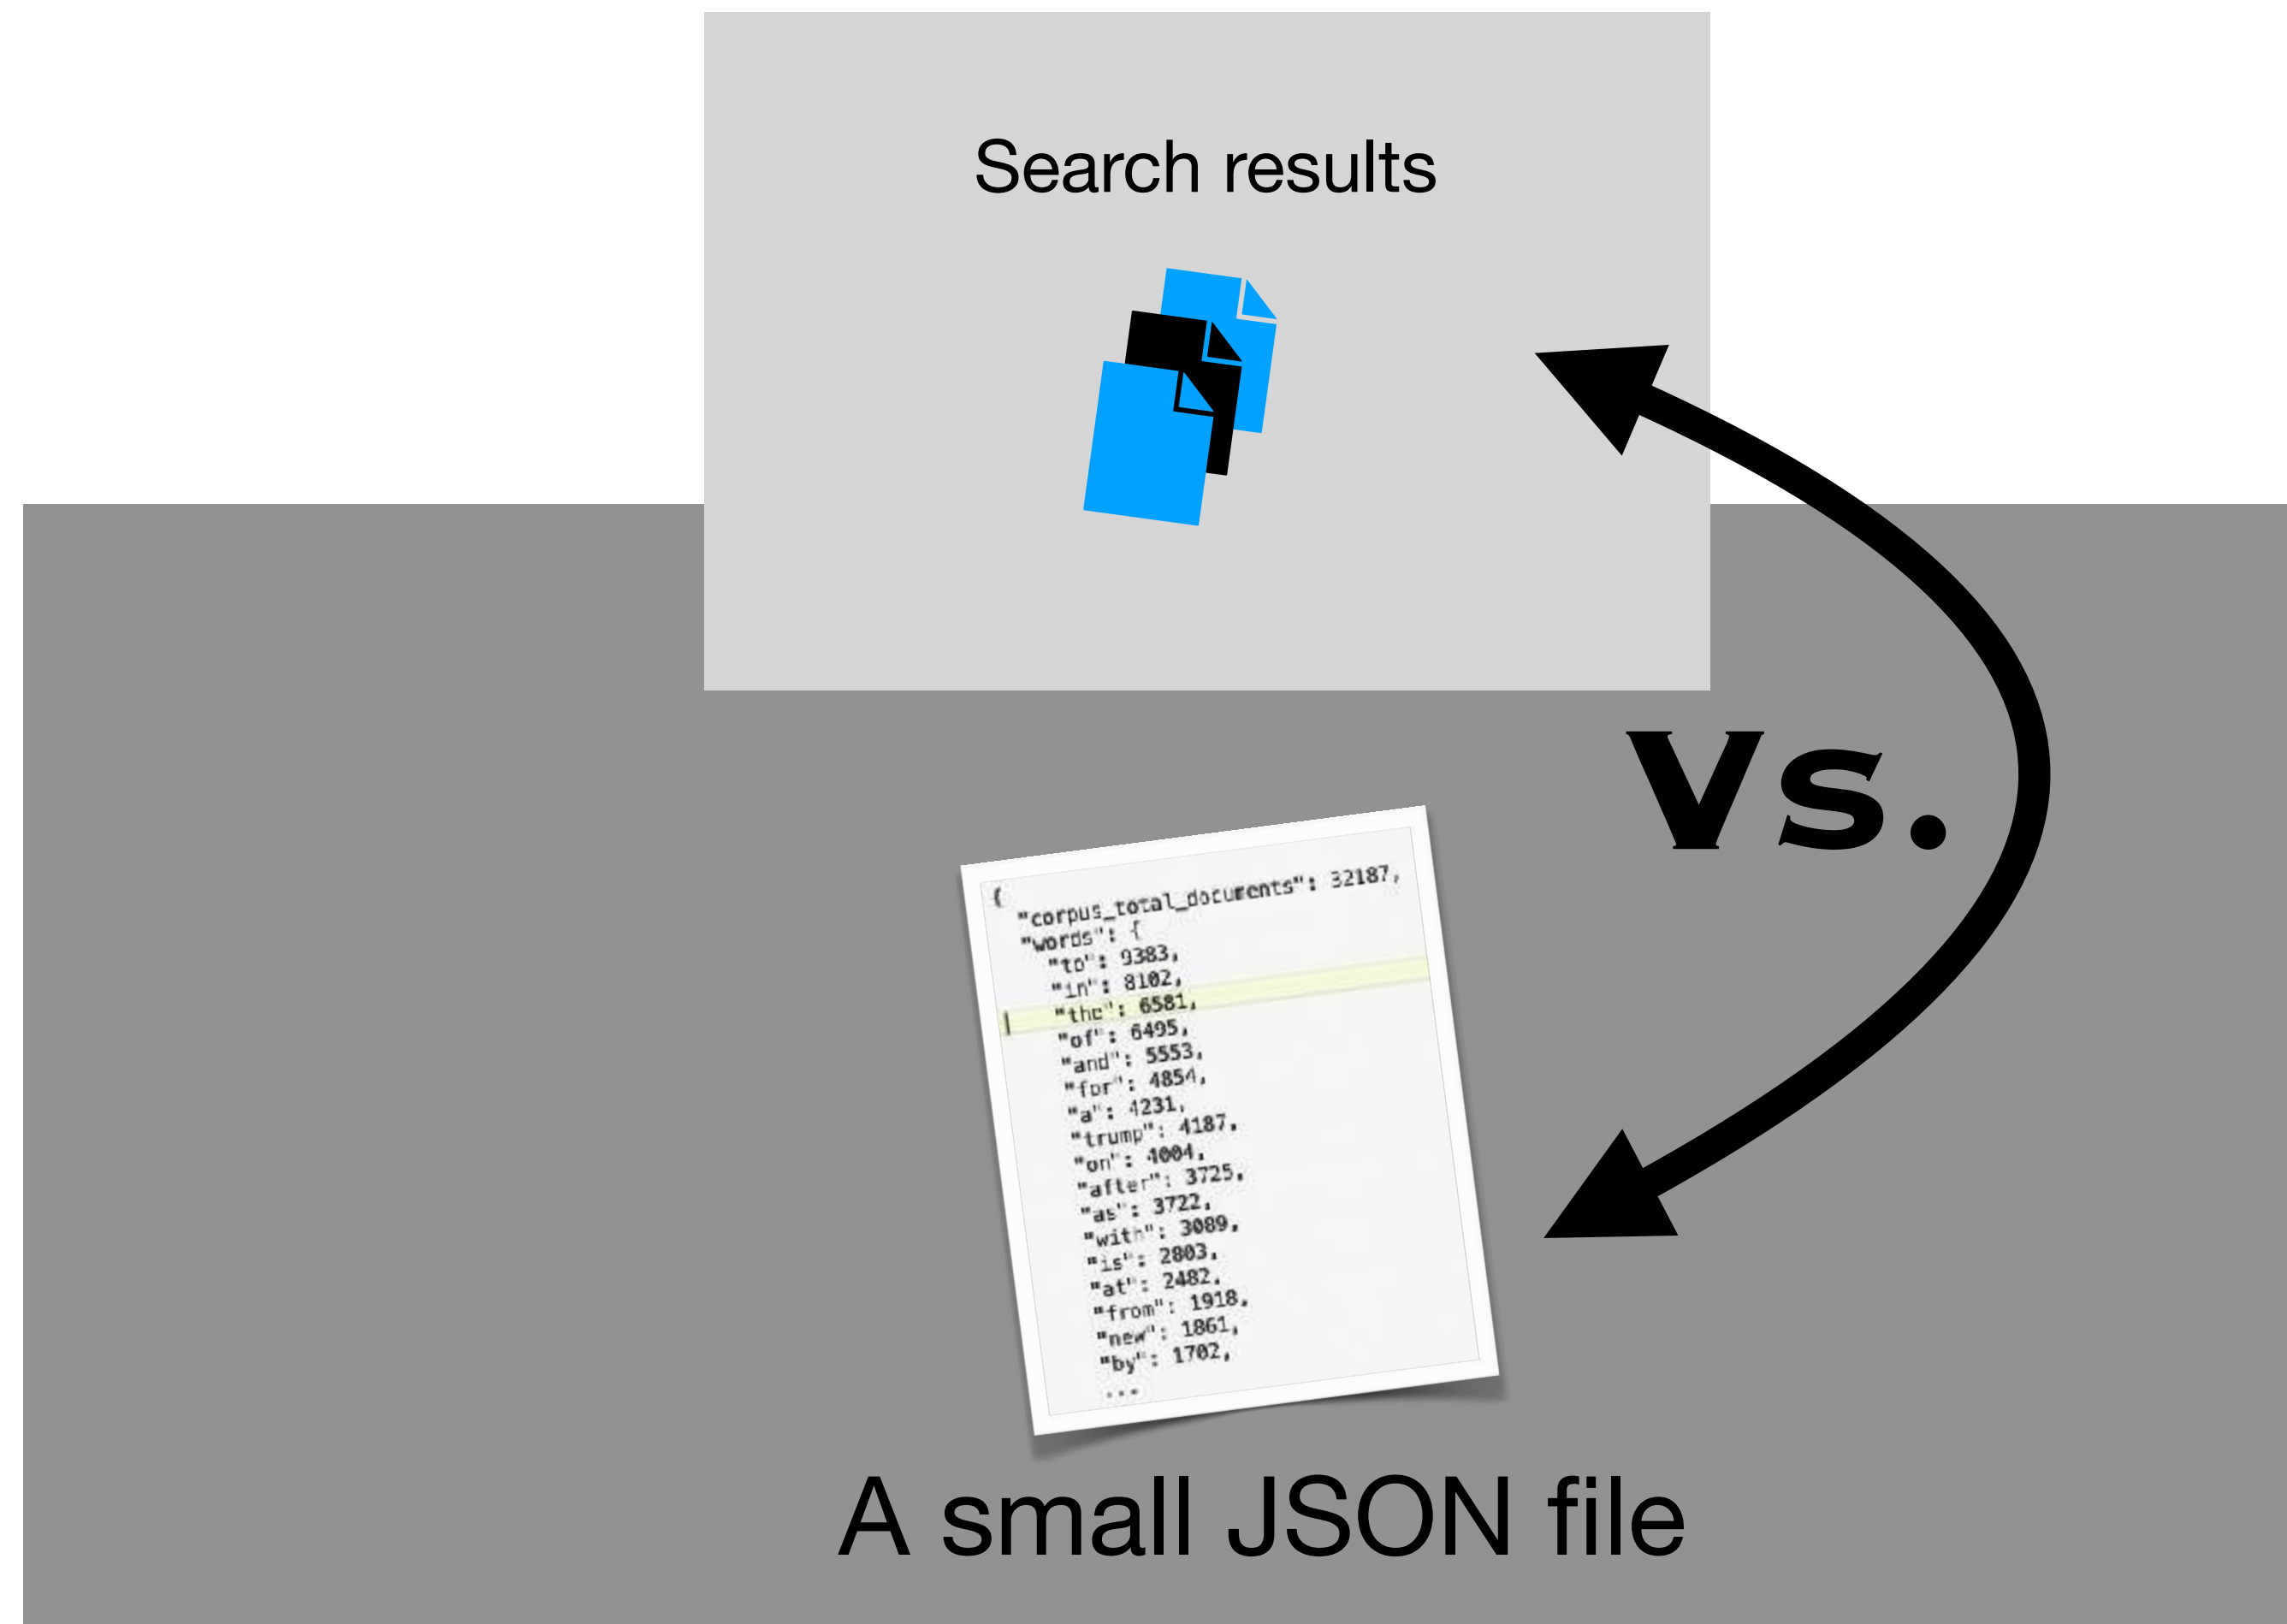 Search results
vs.
{
"corpus_total_documents": 32187,
"words": {
"to": 9383,
"in": 8102,
"the": 6581,
"of": 6495,
"and": 5553,
"for": 4854,
"a": 4231,
"trump": 4187,
"on": 4004,
"after": 3725,
"as": 3722,
"with": 3089,
"is": 2803,
"at": 2482,
"from": 1918,
"new": 1861,
"by": 1702,
...
A small JSON file